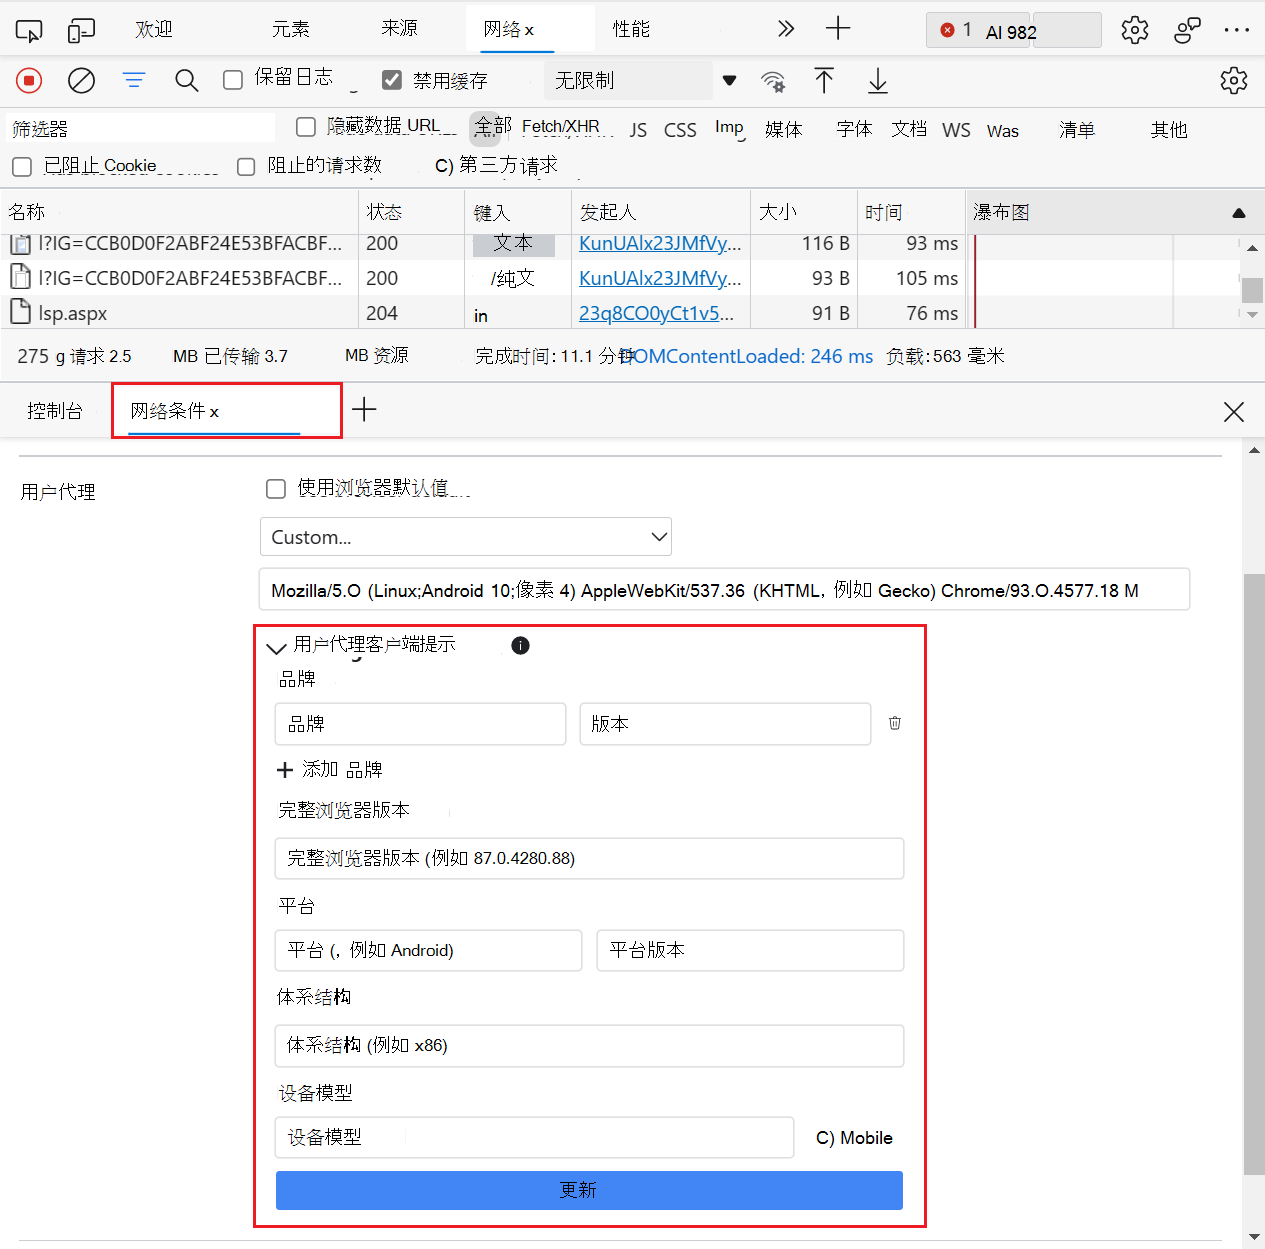 欢迎 元素 来源 网络 x 性能 1 AI 982
保留日志 禁用缓存 无限制
筛选器 隐藏数据 URL 全部 Fetch/XHR JS CSS Imp 媒体 字体 文档 WS Was 清单 其他
已阻止 Cookie 阻止的请求数 C) 第三方请求
名称 状态 键入 发起人 大小 时间 瀑布图
l?IG=CCB0D0F2ABF24E53BFACBF... 200 文本 KunUAlx23JMfVy... 116 B 93 ms
l?IG=CCB0D0F2ABF24E53BFACBF... 200 /纯文 KunUAlx23JMfVy... 93 B 105 ms
lsp.aspx 204 in 23q8CO0yCt1v5... 91 B 76 ms
275 g 请求 2.5 MB 已传输 3.7 MB 资源 完成时间: 11.1 分钟 DOMContentLoaded: 246 ms 负载: 563 毫米
控制台 网络条件 x
用户代理 使用浏览器默认值
Custom...
Mozilla/5.O (Linux;Android 10;像素 4) AppleWebKit/537.36 (KHTML, 例如 Gecko) Chrome/93.O.4577.18 M
用户代理客户端提示
品牌
品牌 版本
添加 品牌
完整浏览器版本
完整浏览器版本 (例如 87.0.4280.88)
平台
平台 (, 例如 Android) 平台版本
体系结构
体系结构 (例如 x86)
设备模型
设备模型 C) Mobile
更新